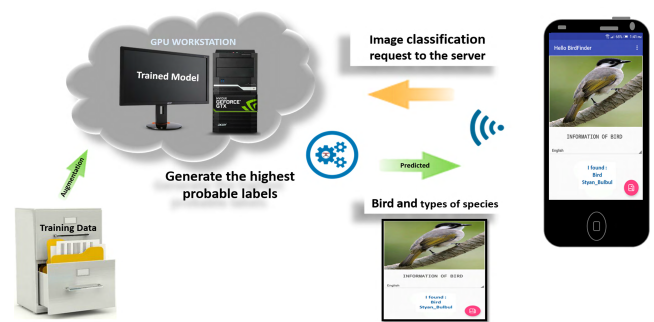 GPU WORKSTATION
Trained Model
GEFORCE
GTX
Image classification
request to the server
Hello BirdFinder
INFORMATION OF BIRD
English
I found :
Bird
Styan_Bulbul
Augmentation
Generate the highest
probable labels
Predicted
Training Data
Bird and types of species
INFORMATION OF BIRD
English
I found :
Bird
Styan_Bulbul